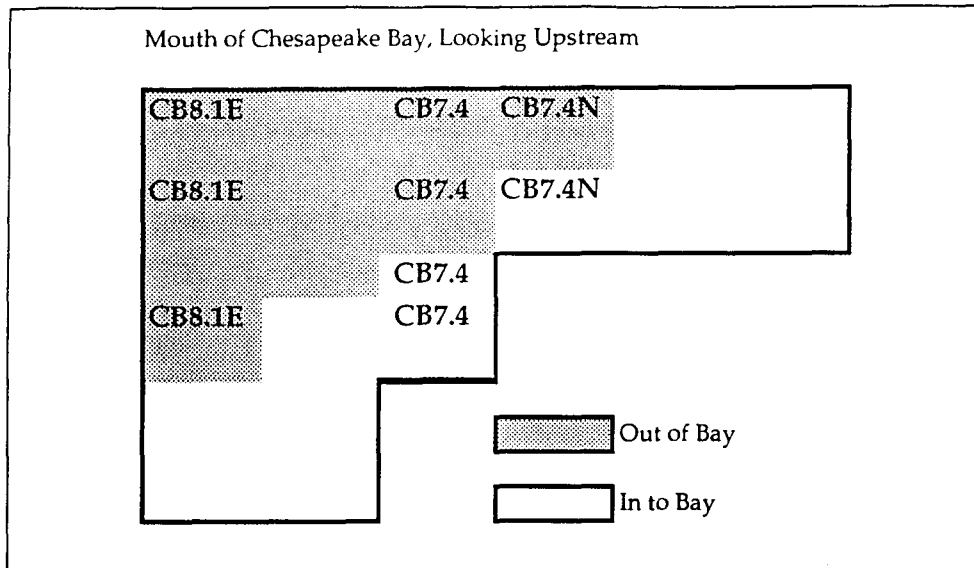 Mouth of Chesapeake Bay, Looking Upstream
CB8.1E CB7.4 CB7.4N
CB8.1E CB7.4 CB7.4N
CB7.4
CB8.1E CB7.4
Out of Bay
In to Bay